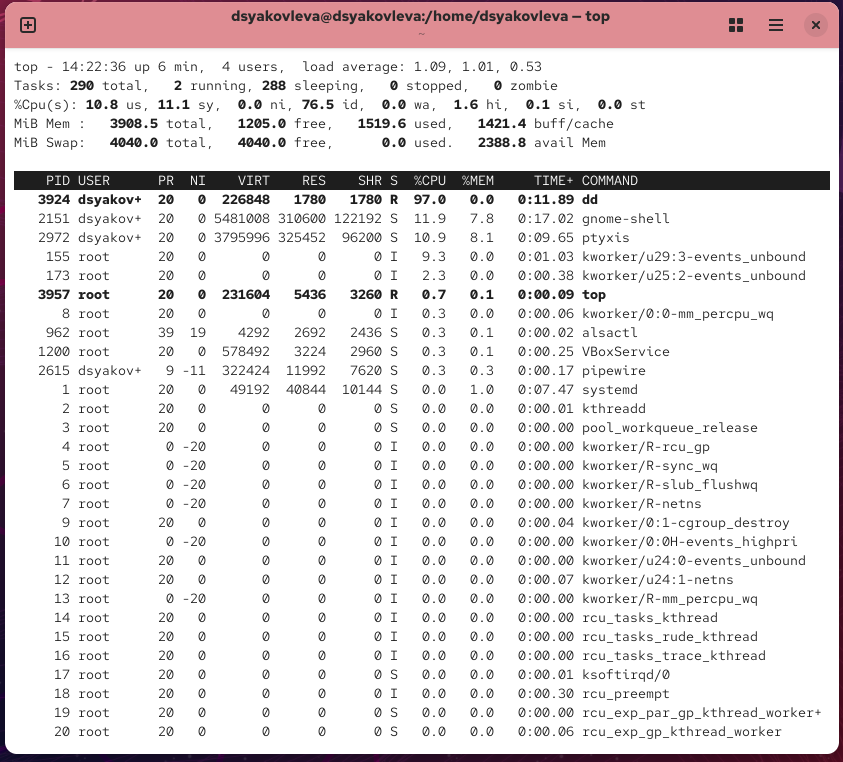 dsyakovleva@dsyakovleva:/home/dsyakovleva — top
~
top - 14:22:36 up 6 min,  4 users,  load average: 1.09, 1.01, 0.53
Tasks: 290 total,   2 running, 288 sleeping,   0 stopped,   0 zombie
%Cpu(s): 10.8 us, 11.1 sy,  0.0 ni, 76.5 id,  0.0 wa,  1.6 hi,  0.1 si,  0.0 st
MiB Mem :   3908.5 total,   1205.0 free,   1519.6 used,   1421.4 buff/cache
MiB Swap:   4040.0 total,   4040.0 free,      0.0 used.   2388.8 avail Mem
PID USER      PR  NI    VIRT    RES    SHR S  %CPU  %MEM     TIME+ COMMAND
3924 dsyakov+  20   0  226848   1780   1780 R  97.0   0.0   0:11.89 dd
2151 dsyakov+  20   0 5481008 310600 122192 S  11.9   7.8   0:17.02 gnome-shell
2972 dsyakov+  20   0 3795996 325452  96200 S  10.9   8.1   0:09.65 ptyxis
155 root      20   0       0      0      0 I   9.3   0.0   0:01.03 kworker/u29:3-events_unbound
173 root      20   0       0      0      0 I   2.3   0.0   0:00.38 kworker/u25:2-events_unbound
3957 root      20   0  231604   5436   3260 R   0.7   0.1   0:00.09 top
8 root      20   0       0      0      0 I   0.3   0.0   0:00.06 kworker/0:0-mm_percpu_wq
962 root      39  19    4292   2692   2436 S   0.3   0.1   0:00.02 alsactl
1200 root      20   0  578492   3224   2960 S   0.3   0.1   0:00.25 VBoxService
2615 dsyakov+   9 -11  322424  11992   7620 S   0.3   0.3   0:00.17 pipewire
1 root      20   0   49192  40844  10144 S   0.0   1.0   0:07.47 systemd
2 root      20   0       0      0      0 S   0.0   0.0   0:00.01 kthreadd
3 root      20   0       0      0      0 S   0.0   0.0   0:00.00 pool_workqueue_release
4 root       0 -20       0      0      0 I   0.0   0.0   0:00.00 kworker/R-rcu_gp
5 root       0 -20       0      0      0 I   0.0   0.0   0:00.00 kworker/R-sync_wq
6 root       0 -20       0      0      0 I   0.0   0.0   0:00.00 kworker/R-slub_flushwq
7 root       0 -20       0      0      0 I   0.0   0.0   0:00.00 kworker/R-netns
9 root      20   0       0      0      0 I   0.0   0.0   0:00.04 kworker/0:1-cgroup_destroy
10 root       0 -20       0      0      0 I   0.0   0.0   0:00.00 kworker/0:0H-events_highpri
11 root      20   0       0      0      0 I   0.0   0.0   0:00.00 kworker/u24:0-events_unbound
12 root      20   0       0      0      0 I   0.0   0.0   0:00.07 kworker/u24:1-netns
13 root       0 -20       0      0      0 I   0.0   0.0   0:00.00 kworker/R-mm_percpu_wq
14 root      20   0       0      0      0 I   0.0   0.0   0:00.00 rcu_tasks_kthread
15 root      20   0       0      0      0 I   0.0   0.0   0:00.00 rcu_tasks_rude_kthread
16 root      20   0       0      0      0 I   0.0   0.0   0:00.00 rcu_tasks_trace_kthread
17 root      20   0       0      0      0 S   0.0   0.0   0:00.01 ksoftirqd/0
18 root      20   0       0      0      0 I   0.0   0.0   0:00.30 rcu_preempt
19 root      20   0       0      0      0 S   0.0   0.0   0:00.00 rcu_exp_par_gp_kthread_worker+
20 root      20   0       0      0      0 S   0.0   0.0   0:00.06 rcu_exp_gp_kthread_worker